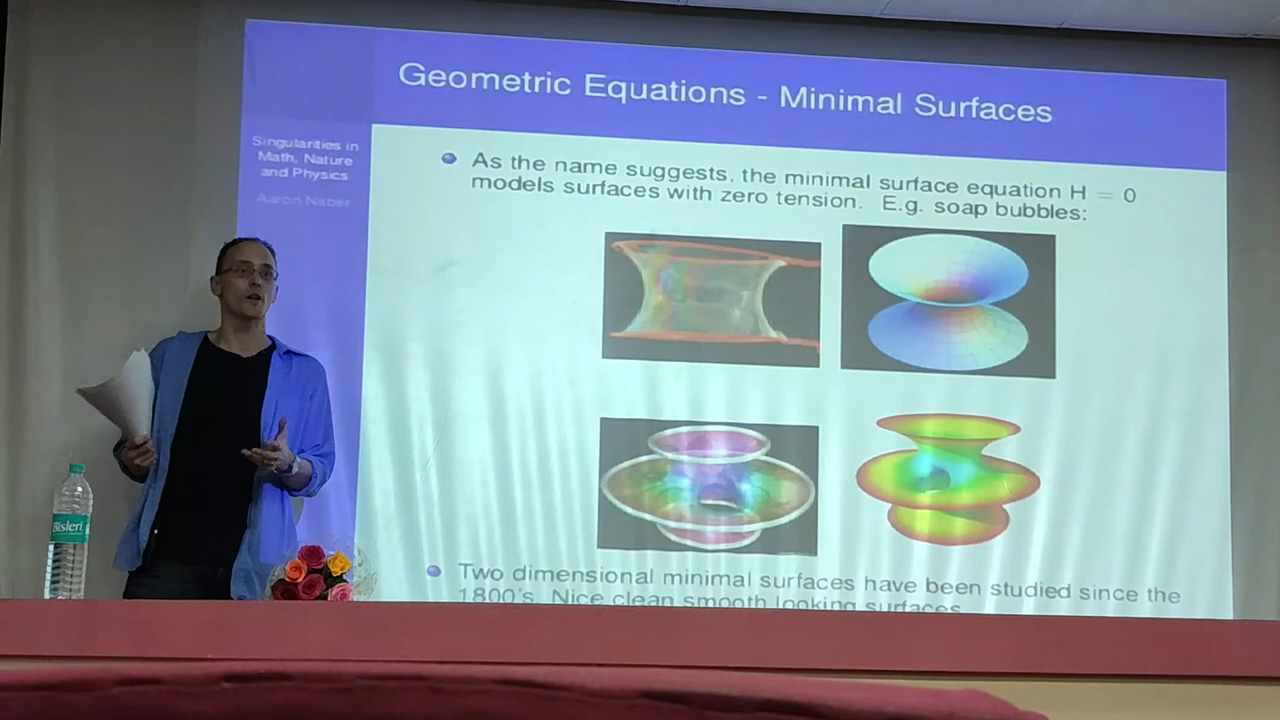 Geometric Equations - Minimal Surfaces
Singularities in
Math, Nature
and Physics
Aaron Naber
As the name suggests, the minimal surface equation H = 0
models surfaces with zero tension. E.g. soap bubbles:
Two dimensional minimal surfaces have been studied since the
1800's. Nice clean smooth looking surfaces
Bisleri